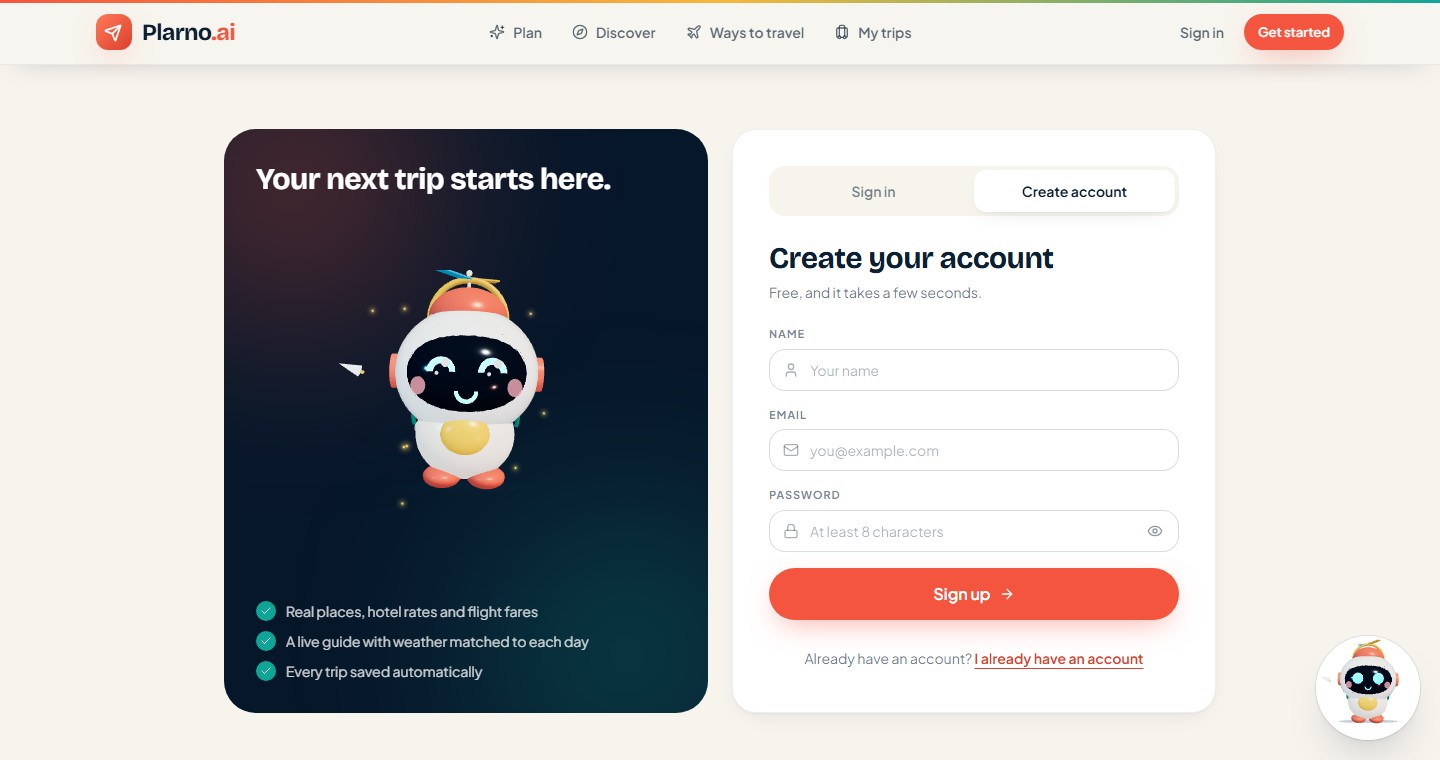 Plarno.ai
Plan
Discover
Ways to travel
My trips
Sign in
Get started
Your next trip starts here.
Real places, hotel rates and flight fares
A live guide with weather matched to each day
Every trip saved automatically
Sign in
Create account
Create your account
Free, and it takes a few seconds.
NAME
Your name
EMAIL
you@example.com
PASSWORD
At least 8 characters
Sign up
Already have an account? I already have an account